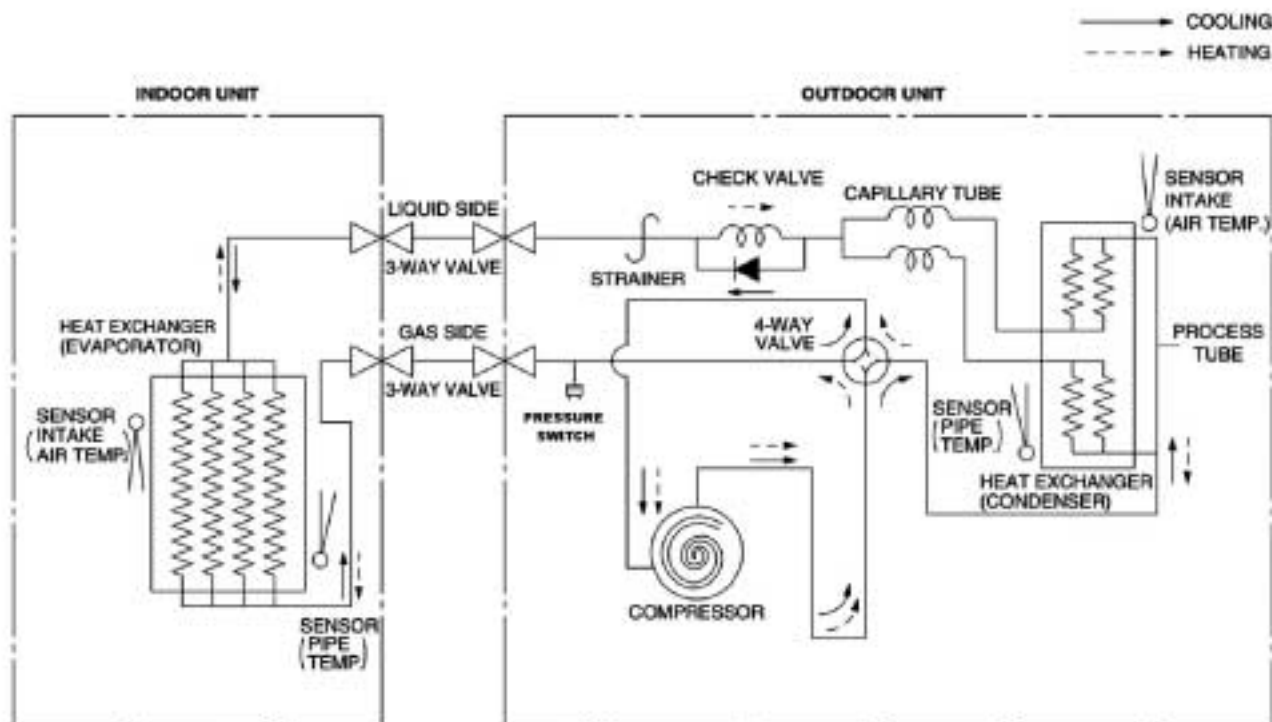 COOLING
HEATING
INDOOR UNIT
OUTDOOR UNIT
LIQUID SIDE
3-WAY VALVE
GAS SIDE
3-WAY VALVE
HEAT EXCHANGER
(EVAPORATOR)
SENSOR
(INTAKE
AIR TEMP.)
SENSOR
(PIPE
TEMP.)
STRAINER
CHECK VALVE
CAPILLARY TUBE
SENSOR
INTAKE
(AIR TEMP.)
4-WAY
VALVE
PRESSURE
SWITCH
PROCESS
TUBE
SENSOR
(PIPE
TEMP.)
HEAT EXCHANGER
(CONDENSER)
COMPRESSOR